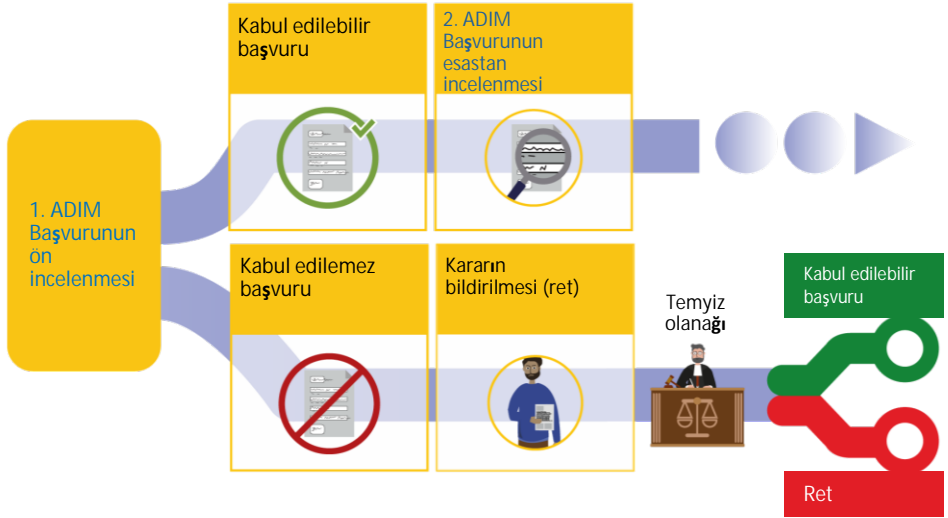 1. ADIM
Başvurunun
ön
incelenmesi
Kabul edilebilir
başvuru
2. ADIM
Başvurunun
esastan
incelenmesi
Kabul edilemez
başvuru
Kararın
bildirilmesi (ret)
Temyiz
olanağı
Kabul edilebilir
başvuru
Ret